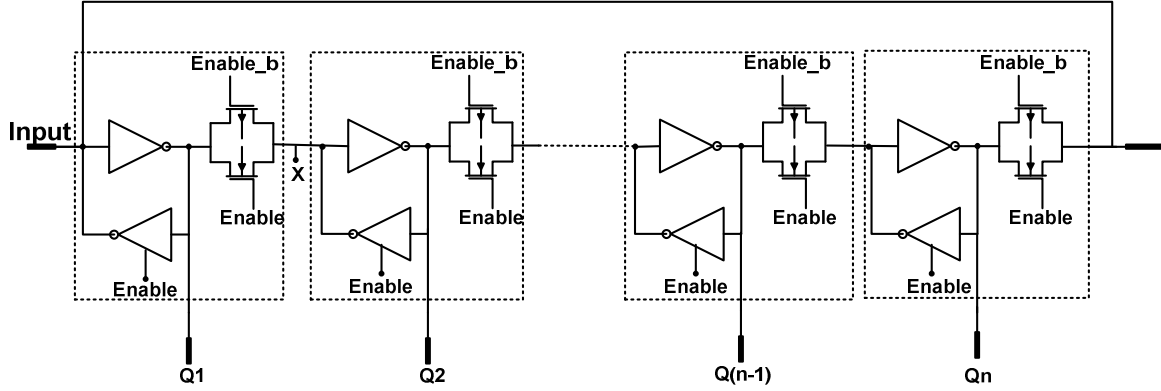 Enable_b
Enable_b
Enable_b
Enable_b
Input
X
Enable
Enable
Enable
Enable
Enable
Enable
Enable
Enable
Q1
Q2
Q(n-1)
Qn